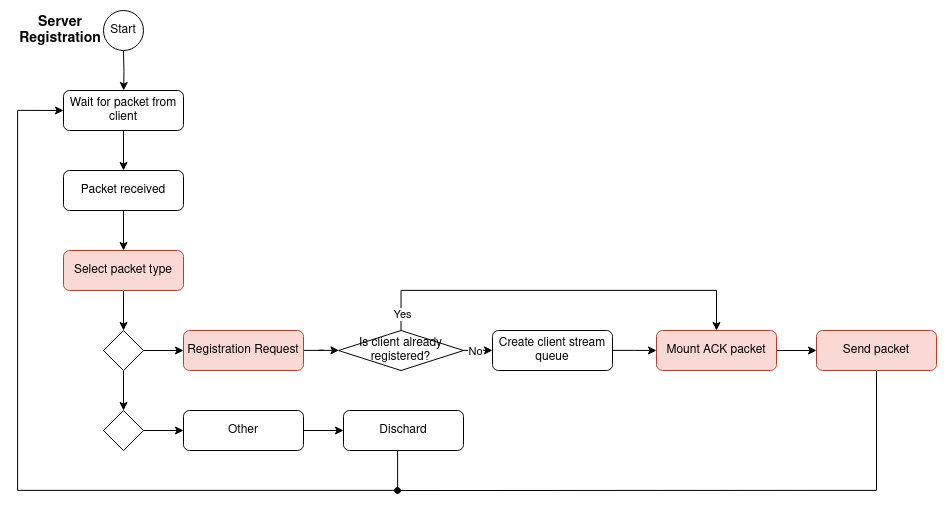 Server
Registration
Start
Wait for packet from
client
Packet received
Select packet type
Yes
Registration Request
Is client already
registered?
No
Create client stream
queue
Mount ACK packet
Send packet
Other
Dischard